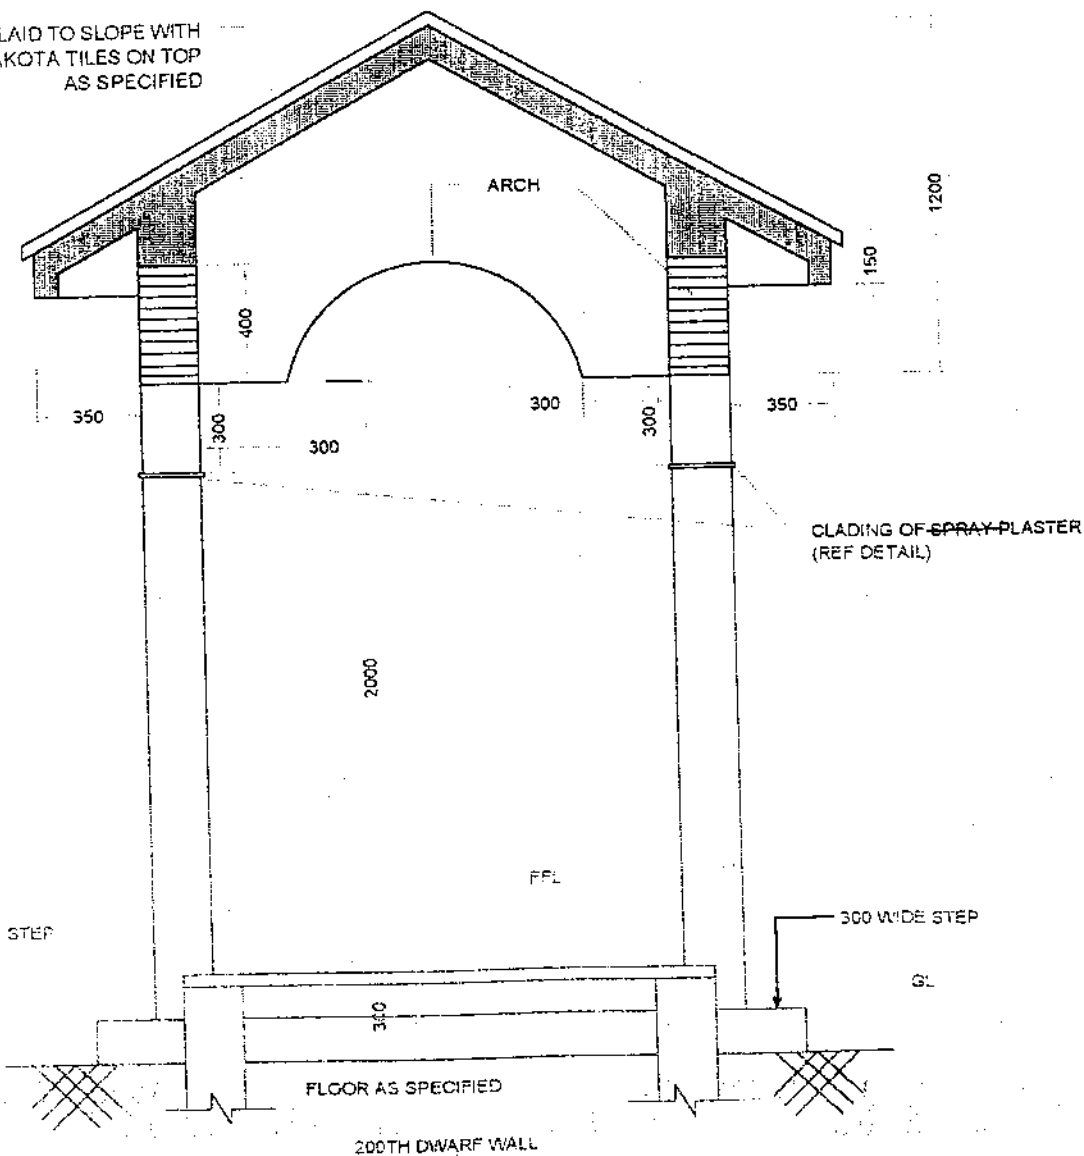 LAID TO SLOPE WITH
AKOTA TILES ON TOP
AS SPECIFIED
ARCH
1200
150
400
350
300
300
300
300
350
CLADING OF SPRAY PLASTER
(REF DETAIL)
2000
FFL
STEP
300 WIDE STEP
GL
300
FLOOR AS SPECIFIED
200TH DWARF WALL